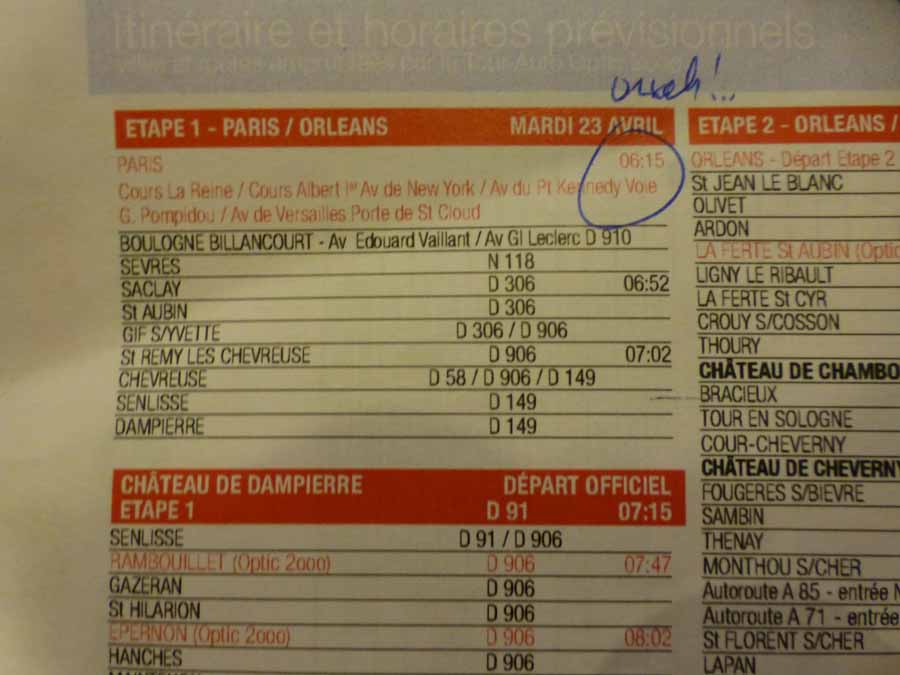 Itinéraire et horaires prévisionnels
ouch!..
ETAPE 1 - PARIS / ORLEANS MARDI 23 AVRIL
PARIS 06:15
Cours La Reine / Cours Albert Iᵉʳ Av de New York / Av du Pt Kennedy Voie
G. Pompidou / Av de Versailles Porte de St Cloud
BOULOGNE BILLANCOURT - Av Edouard Vaillant / Av Gl Leclerc D 910
SEVRES N 118
SACLAY D 306 06:52
St AUBIN D 306
GIF S/YVETTE D 306 / D 906
St REMY LES CHEVREUSE D 906 07:02
CHEVREUSE D 58 / D 906 / D 149
SENLISSE D 149
DAMPIERRE D 149
CHÂTEAU DE DAMPIERRE DÉPART OFFICIEL
ETAPE 1 D 91 07:15
SENLISSE D 91 / D 906
RAMBOUILLET (Optic 2000) D 906 07:47
GAZERAN D 906
St HILARION D 906
EPERNON (Optic 2000) D 906 08:02
HANCHES D 906
ETAPE 2 - ORLEANS /
ORLEANS - Départ Etape 2
St JEAN LE BLANC
OLIVET
ARDON
LA FERTE St AUBIN (Optic
LIGNY LE RIBAULT
LA FERTE St CYR
CROUY S/COSSON
THOURY
CHÂTEAU DE CHAMBO
BRACIEUX
TOUR EN SOLOGNE
COUR-CHEVERNY
CHÂTEAU DE CHEVERNY
FOUGERES S/BIEVRE
SAMBIN
THENAY
MONTHOU S/CHER
Autoroute A 85 - entrée N
Autoroute A 71 - entrée
St FLORENT S/CHER
LAPAN